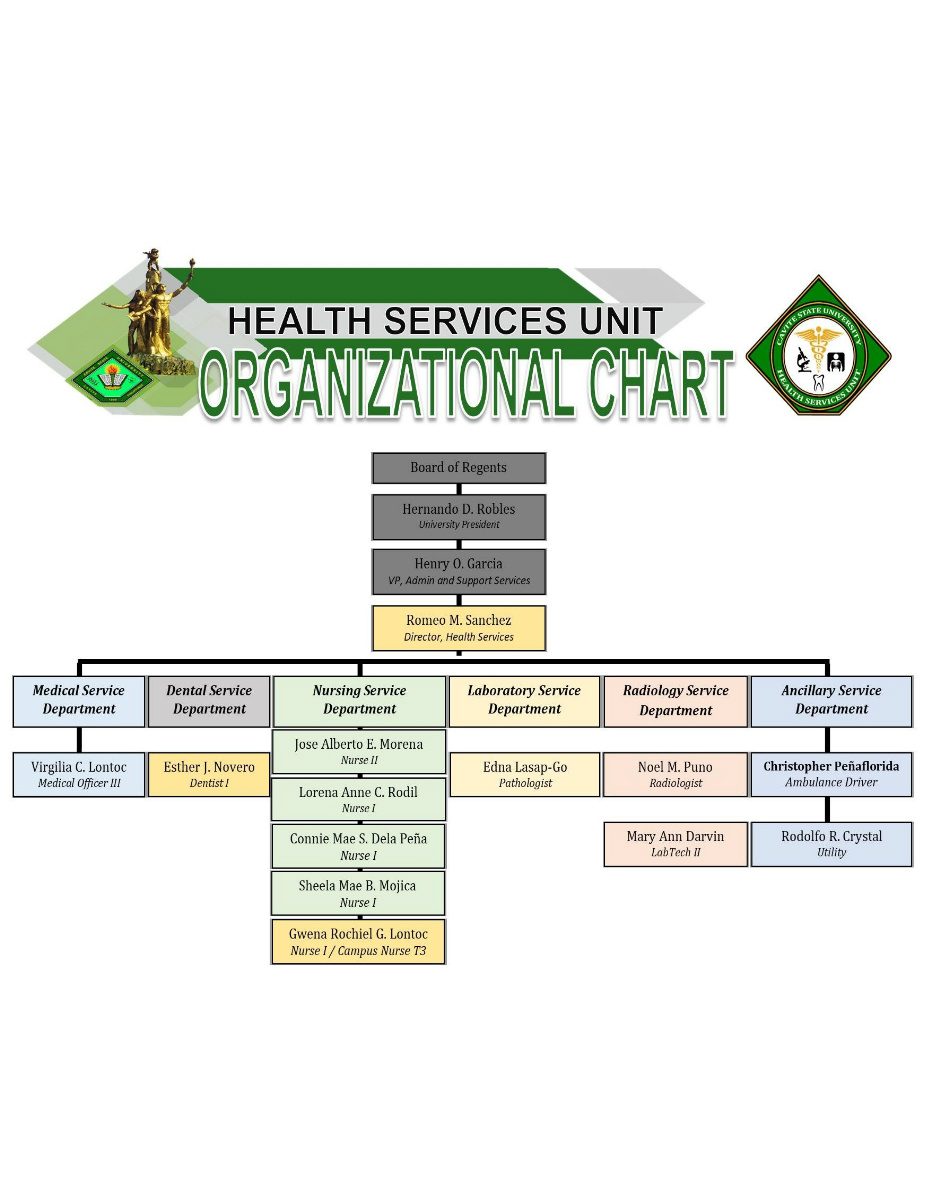 HEALTH SERVICES UNIT
ORGANIZATIONAL CHART
CAVITE STATE UNIVERSITY
HEALTH SERVICES UNIT
Board of Regents
Hernando D. Robles
University President
Henry O. Garcia
VP, Admin and Support Services
Romeo M. Sanchez
Director, Health Services
Medical Service
Department
Virgilia C. Lontoc
Medical Officer III
Dental Service
Department
Esther J. Novero
Dentist I
Nursing Service
Department
Jose Alberto E. Morena
Nurse II
Lorena Anne C. Rodil
Nurse I
Connie Mae S. Dela Peña
Nurse I
Sheela Mae B. Mojica
Nurse I
Gwena Rochiel G. Lontoc
Nurse I / Campus Nurse T3
Laboratory Service
Department
Edna Lasap-Go
Pathologist
Radiology Service
Department
Noel M. Puno
Radiologist
Mary Ann Darvin
LabTech II
Ancillary Service
Department
Christopher Peñaflorida
Ambulance Driver
Rodolfo R. Crystal
Utility